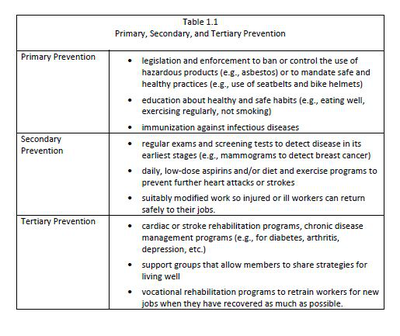 Table 1.1
Primary, Secondary, and Tertiary Prevention
Primary Prevention
• legislation and enforcement to ban or control the use of
hazardous products (e.g., asbestos) or to mandate safe and
healthy practices (e.g., use of seatbelts and bike helmets)
• education about healthy and safe habits (e.g., eating well,
exercising regularly, not smoking)
• immunization against infectious diseases
Secondary
Prevention
• regular exams and screening tests to detect disease in its
earliest stages (e.g., mammograms to detect breast cancer)
• daily, low-dose aspirins and/or diet and exercise programs to
prevent further heart attacks or strokes
• suitably modified work so injured or ill workers can return
safely to their jobs.
Tertiary Prevention
• cardiac or stroke rehabilitation programs, chronic disease
management programs (e.g., for diabetes, arthritis,
depression, etc.)
• support groups that allow members to share strategies for
living well
• vocational rehabilitation programs to retrain workers for new
jobs when they have recovered as much as possible.